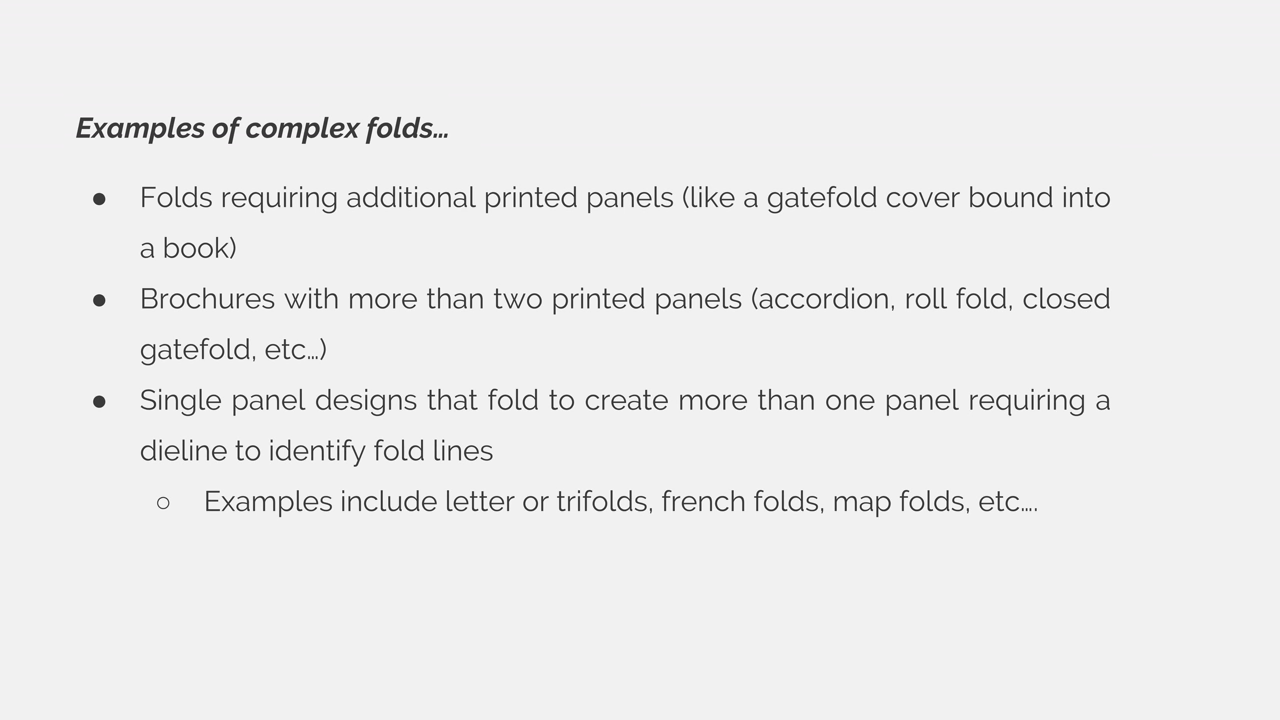 Examples of complex folds…
● Folds requiring additional printed panels (like a gatefold cover bound into
a book)
● Brochures with more than two printed panels (accordion, roll fold, closed
gatefold, etc…)
● Single panel designs that fold to create more than one panel requiring a
dieline to identify fold lines
○ Examples include letter or trifolds, french folds, map folds, etc….